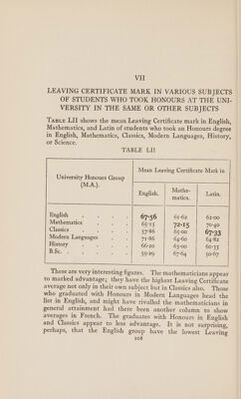 VII
LEAVING CERTIFICATE MARK IN VARIOUS SUBJECTS
OF STUDENTS WHO TOOK HONOURS AT THE UNI-
VERSITY IN THE SAME OR OTHER SUBJECTS
TABLE LII shows the mean Leaving Certificate mark in English,
Mathematics, and Latin of students who took an Honours degree
in English, Mathematics, Classics, Modern Languages, History,
or Science.
TABLE LII
University Honours Group (M.A.). Mean Leaving Certificate Mark in
English. Mathe-matics. Latin.
English 67·56 61·62 62·00
Mathematics 65·15 72·15 70·40
Classics 57·86 65·00 67·33
Modern Languages 71·86 64·60 64·82
History 66·20 63·00 60·33
B.Sc. 59·29 67·64 50·67
These are very interesting figures. The mathematicians appear
to marked advantage; they have the highest Leaving Certificate
average not only in their own subject but in Classics also. Those
who graduated with Honours in Modern Languages head the
list in English, and might have rivalled the mathematicians in
general attainment had there been another column to show
averages in French. The graduates with Honours in English
and Classics appear to less advantage. It is not surprising,
perhaps, that the English group have the lowest Leaving
108